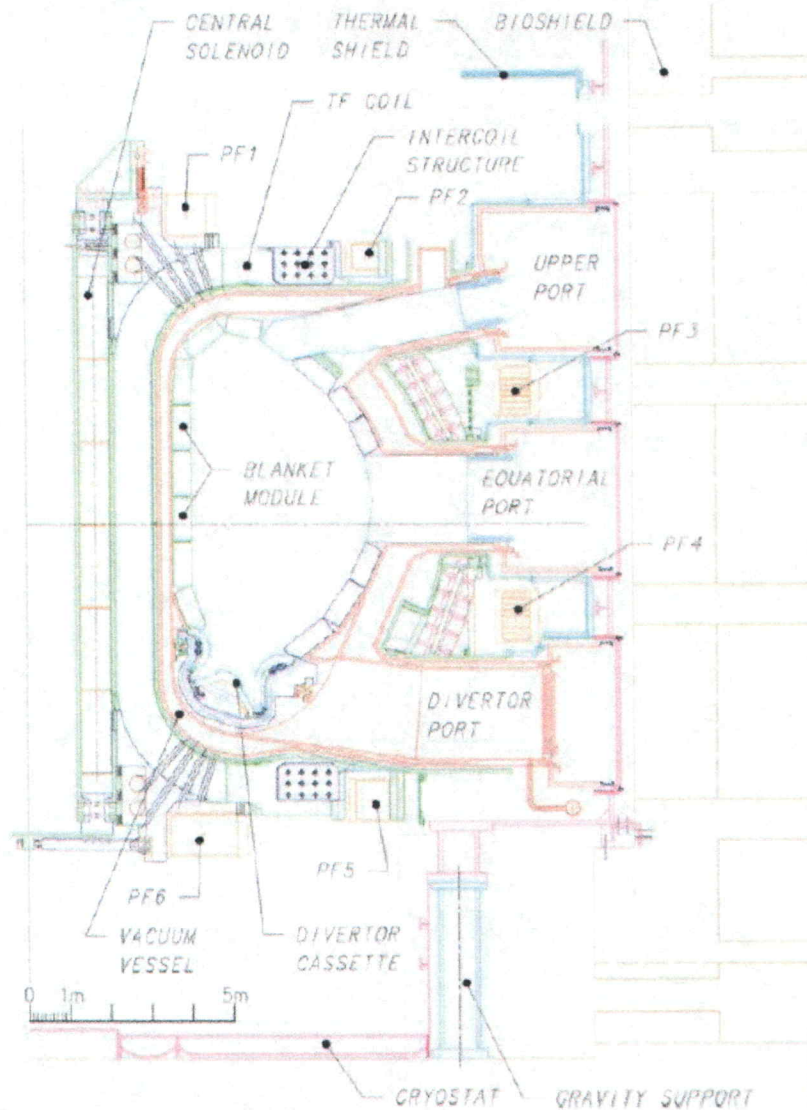 CENTRAL
SOLENOID
THERMAL
SHIELD
BIOSHIELD
TF COIL
PF1
INTERCOIL
STRUCTURE
PF2
UPPER
PORT
PF3
BLANKET
MODULE
EQUATORIAL
PORT
PF4
DIVERTOR
PORT
PF5
PF6
VACUUM
VESSEL
DIVERTOR
CASSETTE
0 1m 5m
CRYOSTAT
GRAVITY SUPPORT